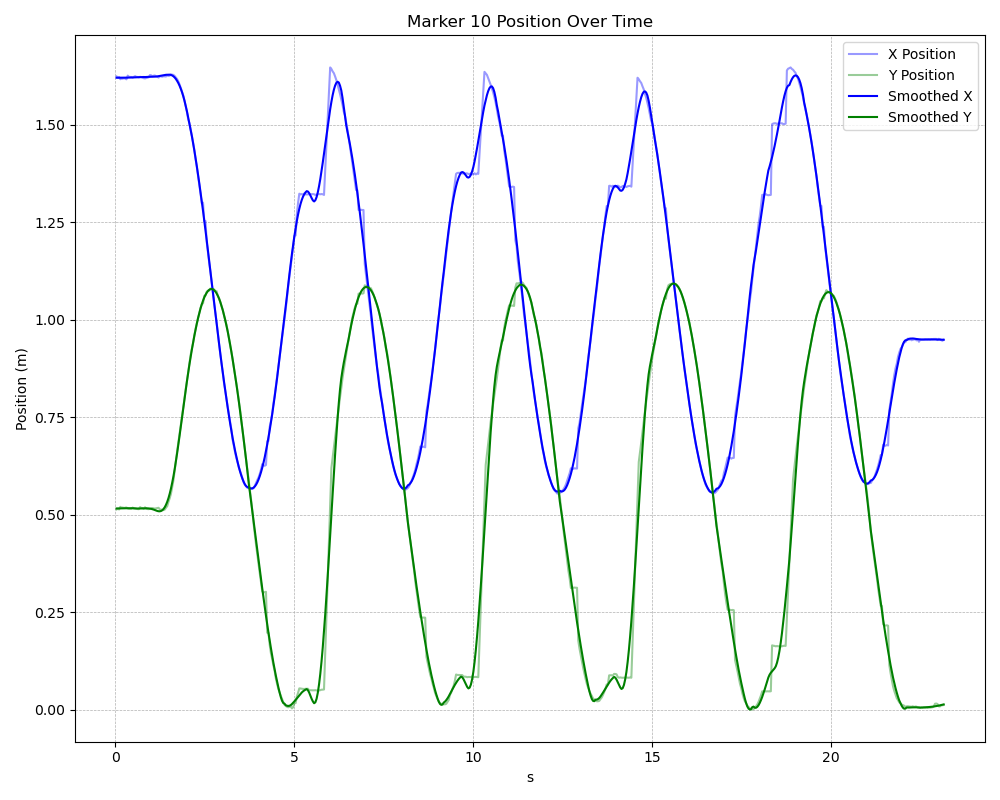 Marker 10 Position Over Time
X Position
Y Position
Smoothed X
Smoothed Y
Position (m)
1.50
1.25
1.00
0.75
0.50
0.25
0.00
0 5 10 15 20
s